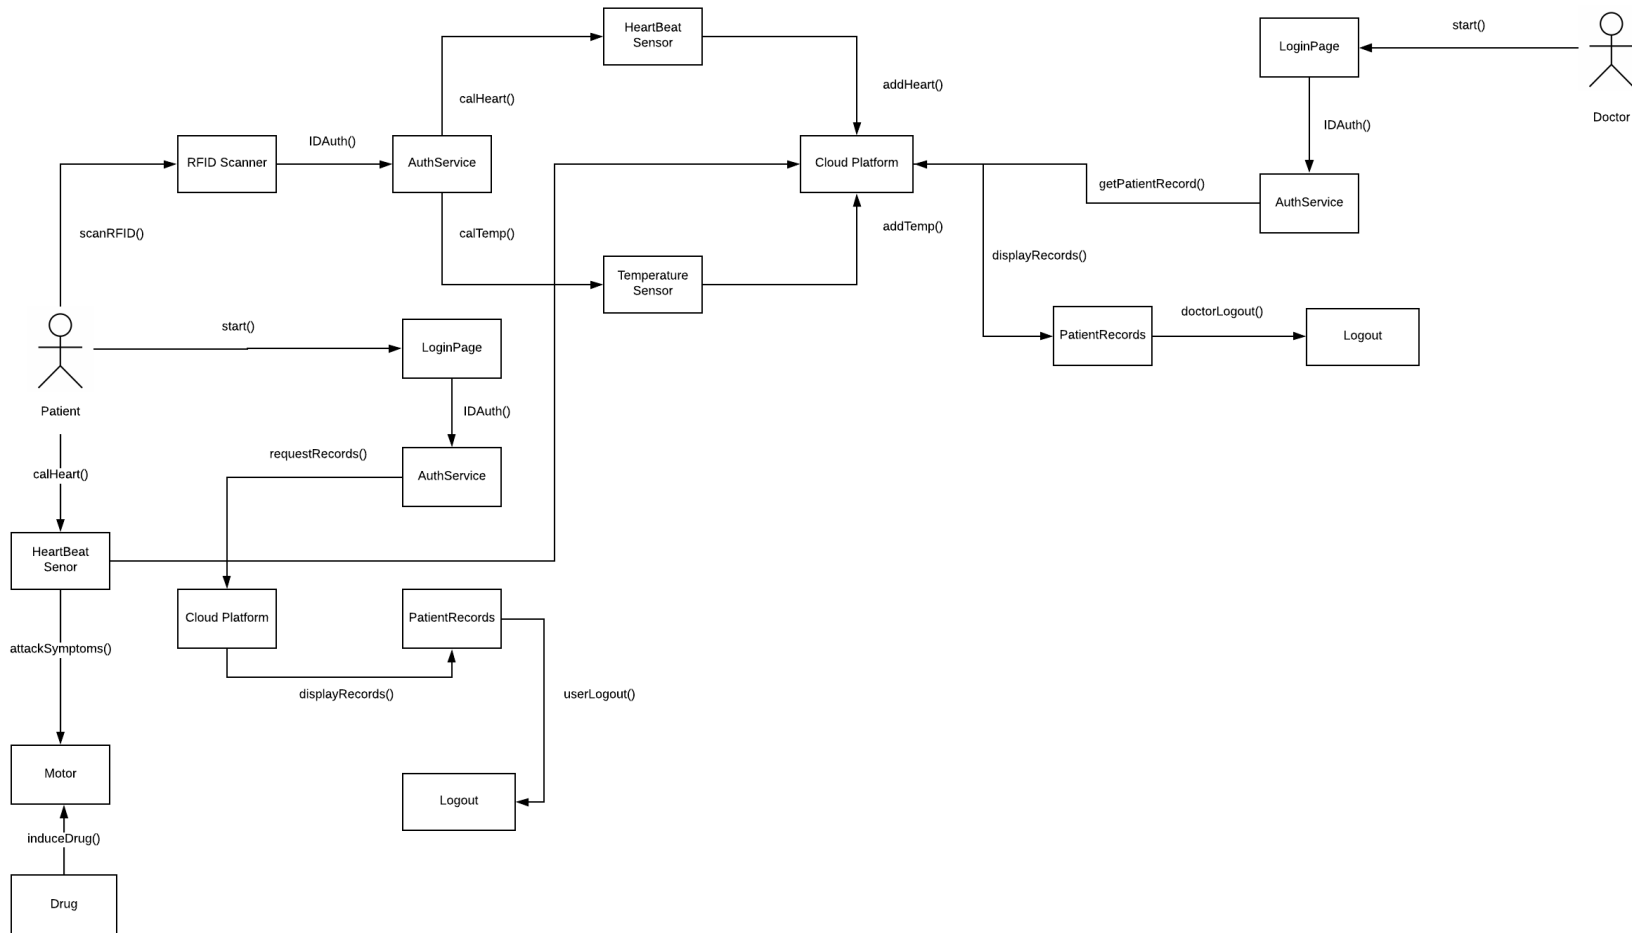 HeartBeat
Sensor
LoginPage
start()
Doctor
calHeart()
addHeart()
IDAuth()
RFID Scanner
IDAuth()
AuthService
Cloud Platform
getPatientRecord()
AuthService
scanRFID()
calTemp()
addTemp()
displayRecords()
Temperature
Sensor
PatientRecords
doctorLogout()
Logout
start()
LoginPage
Patient
IDAuth()
requestRecords()
AuthService
calHeart()
HeartBeat
Senor
Cloud Platform
PatientRecords
attackSymptoms()
displayRecords()
userLogout()
Motor
Logout
induceDrug()
Drug